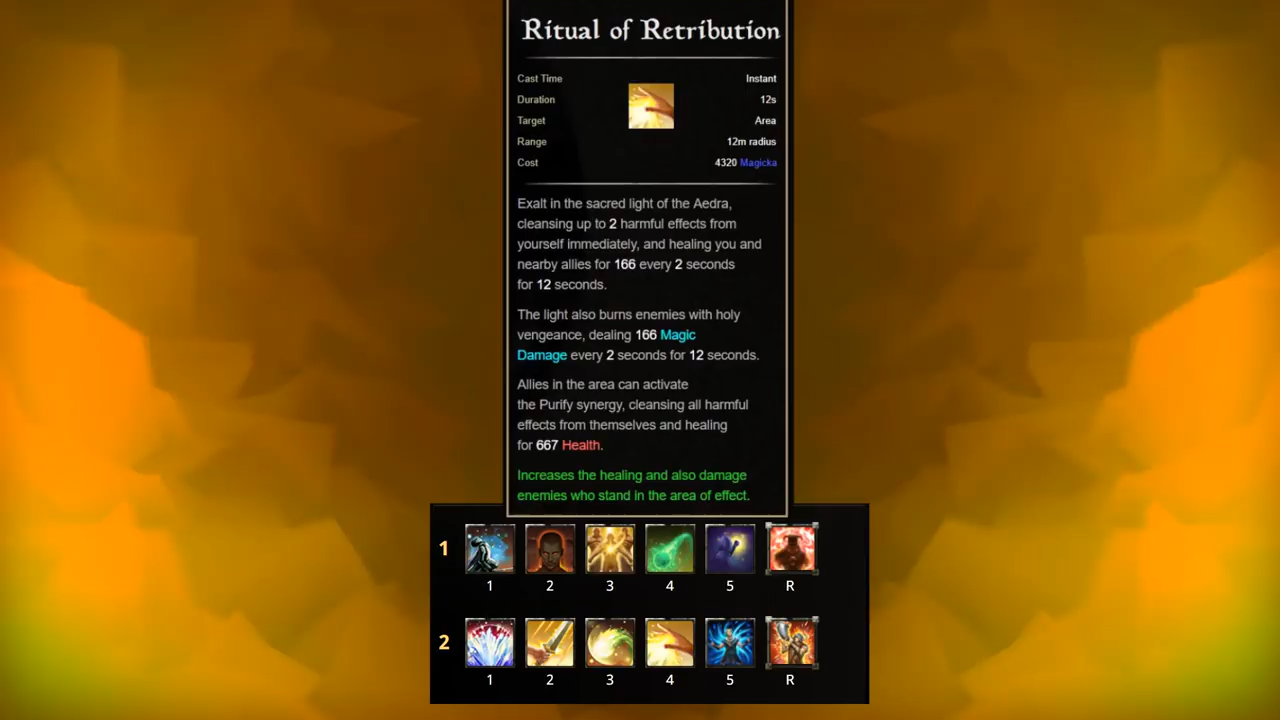 Ritual of Retribution
Cast Time Instant
Duration 12s
Target Area
Range 12m radius
Cost 4320 Magicka
Exalt in the sacred light of the Aedra,
cleansing up to 2 harmful effects from
yourself immediately, and healing you and
nearby allies for 166 every 2 seconds
for 12 seconds.
The light also burns enemies with holy
vengeance, dealing 166 Magic
Damage every 2 seconds for 12 seconds.
Allies in the area can activate
the Purify synergy, cleansing all harmful
effects from themselves and healing
for 667 Health.
Increases the healing and also damage
enemies who stand in the area of effect.
1
1 2 3 4 5 R
2
1 2 3 4 5 R